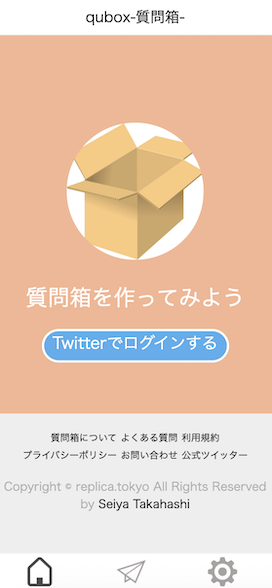 qubox-質問箱-
質問箱を作ってみよう
Twitterでログインする
質問箱について よくある質問 利用規約
プライバシーポリシー お問い合わせ 公式ツイッター
Copyright © replica.tokyo All Rights Reserved
by Seiya Takahashi